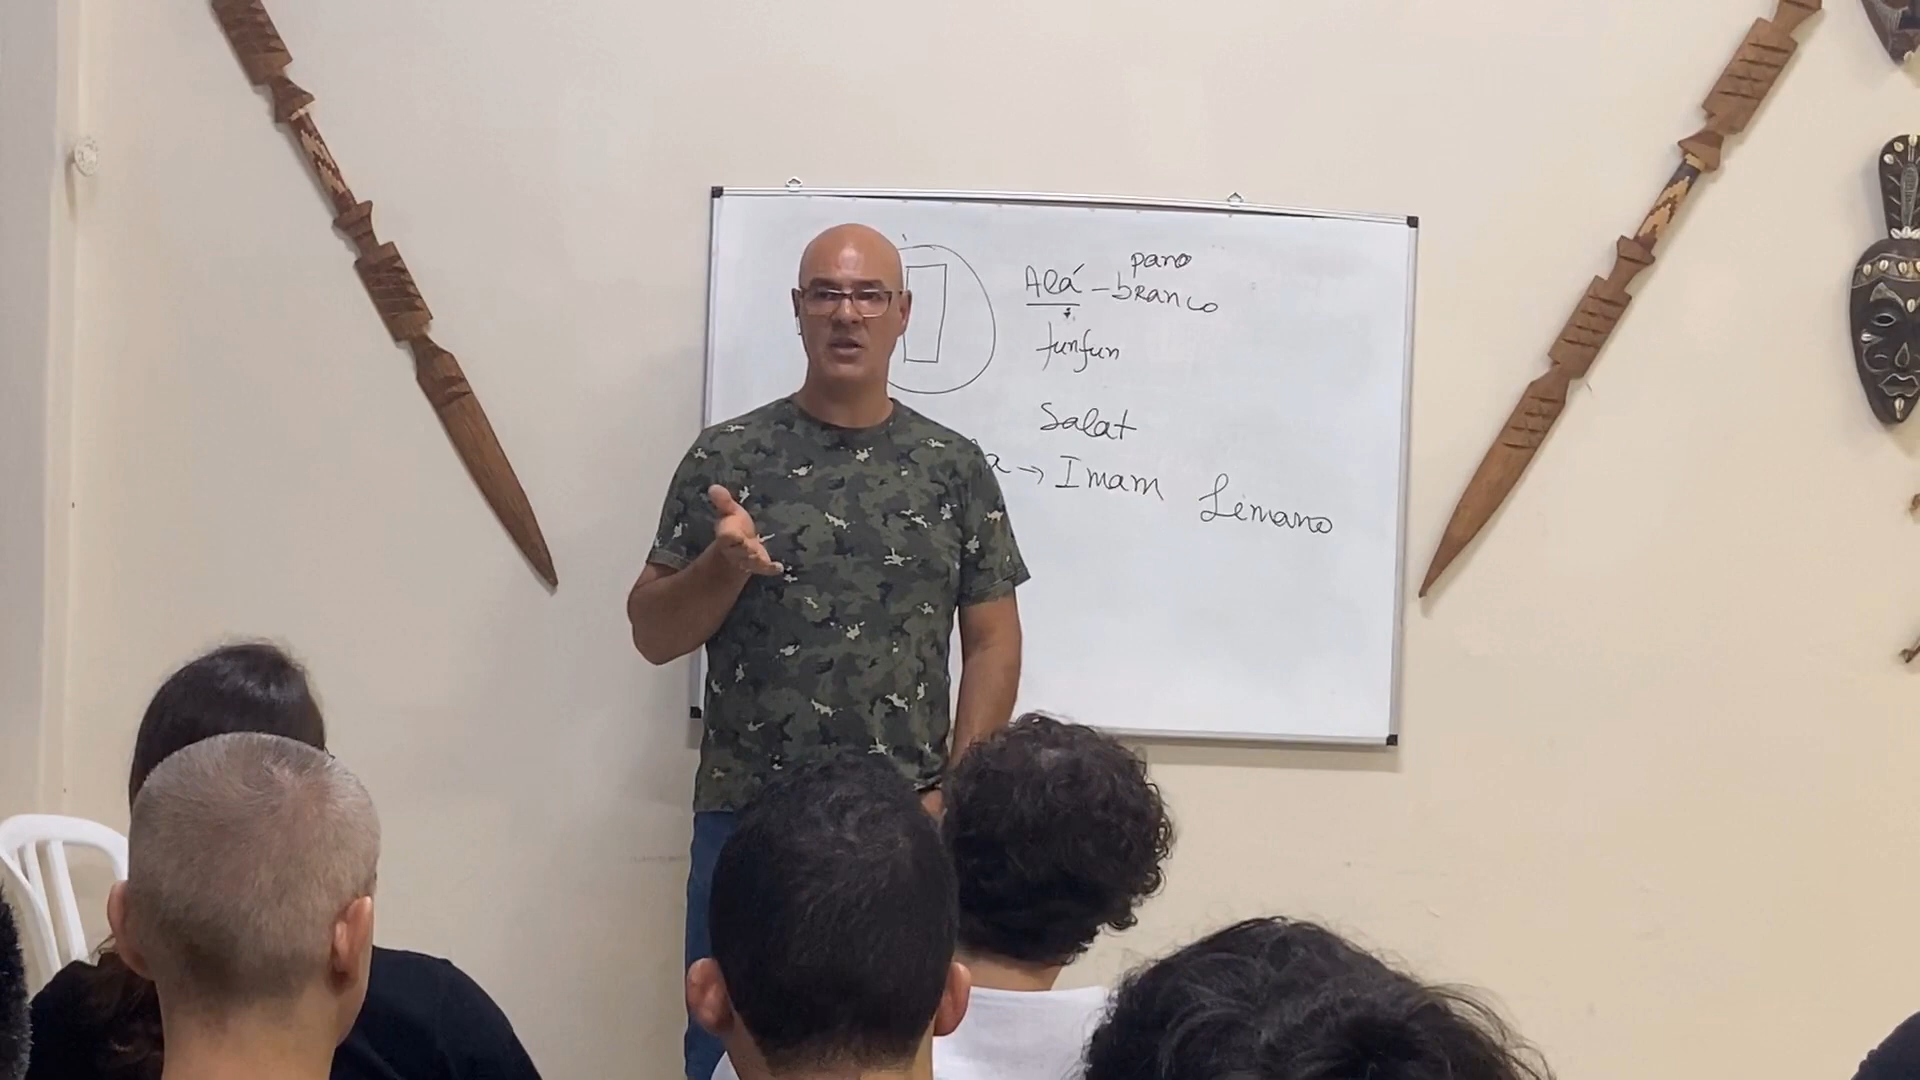 Alá - pano
branco
funfun
Salat
a → Imam Lemano